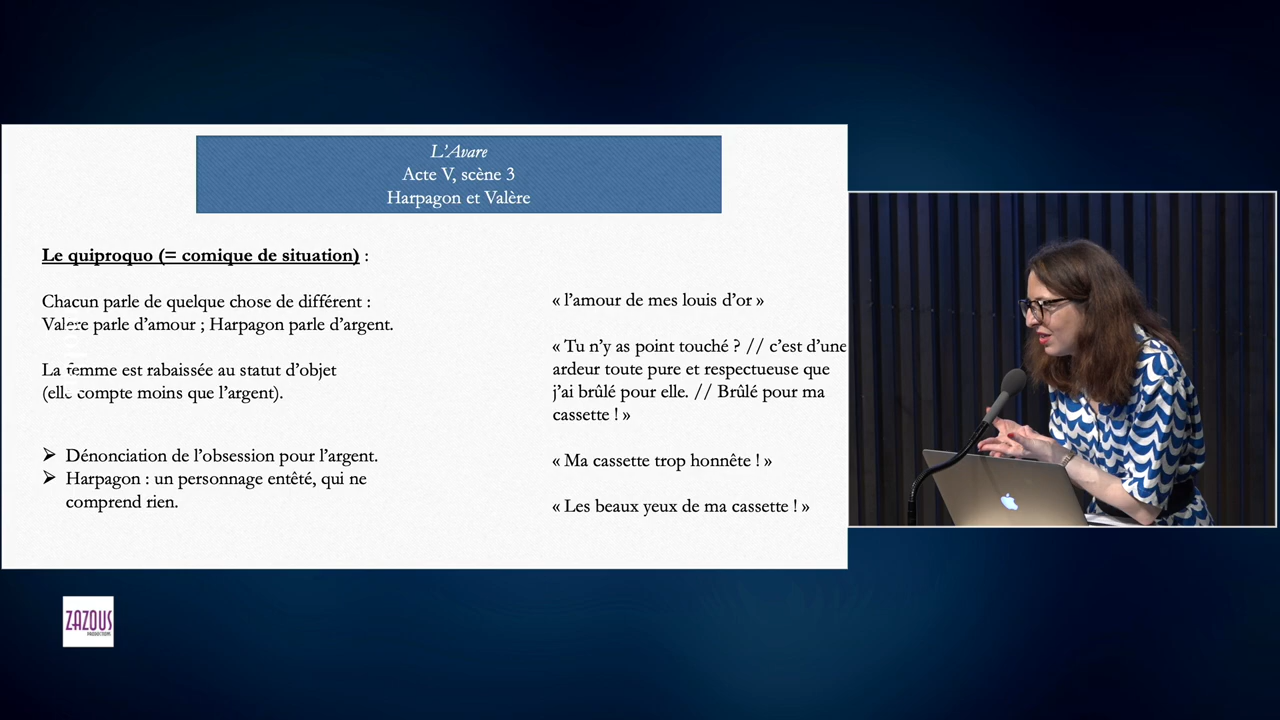 L'Avare
Acte V, scène 3
Harpagon et Valère
Le quiproquo (= comique de situation) :
Chacun parle de quelque chose de différent :
Valère parle d'amour ; Harpagon parle d'argent.
La femme est rabaissée au statut d'objet
(elle compte moins que l'argent).
➢ Dénonciation de l'obsession pour l'argent.
➢ Harpagon : un personnage entêté, qui ne
comprend rien.
« l'amour de mes louis d'or »
« Tu n'y as point touché ? // c'est d'une
ardeur toute pure et respectueuse que
j'ai brûlé pour elle. // Brûlé pour ma
cassette ! »
« Ma cassette trop honnête ! »
« Les beaux yeux de ma cassette ! »
ZAZOUS
PRODUCTIONS